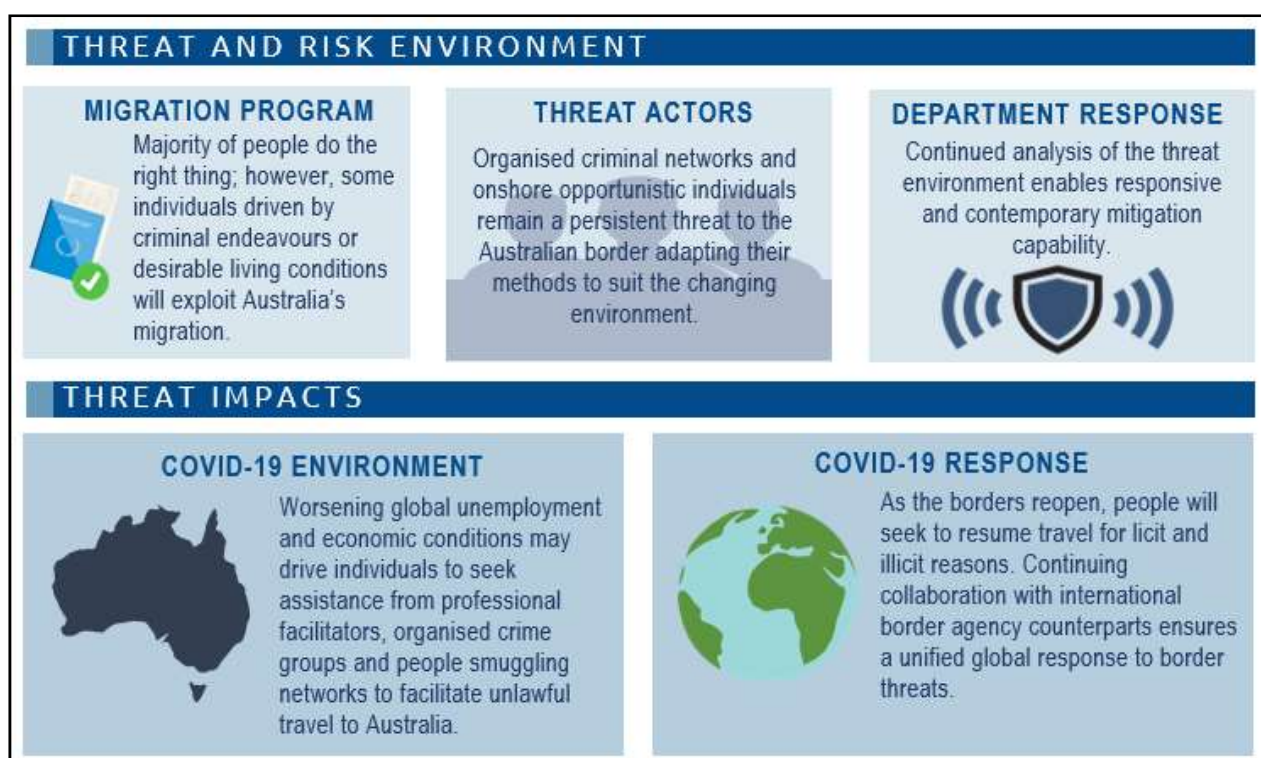 THREAT AND RISK ENVIRONMENT
MIGRATION PROGRAM
Majority of people do the
right thing; however, some
individuals driven by
criminal endeavours or
desirable living conditions
will exploit Australia's
migration.
THREAT ACTORS
Organised criminal networks and
onshore opportunistic individuals
remain a persistent threat to the
Australian border adapting their
methods to suit the changing
environment.
DEPARTMENT RESPONSE
Continued analysis of the threat
environment enables responsive
and contemporary mitigation
capability.
THREAT IMPACTS
COVID-19 ENVIRONMENT
Worsening global unemployment
and economic conditions may
drive individuals to seek
assistance from professional
facilitators, organised crime
groups and people smuggling
networks to facilitate unlawful
travel to Australia.
COVID-19 RESPONSE
As the borders reopen, people will
seek to resume travel for licit and
illicit reasons. Continuing
collaboration with international
border agency counterparts ensures
a unified global response to border
threats.